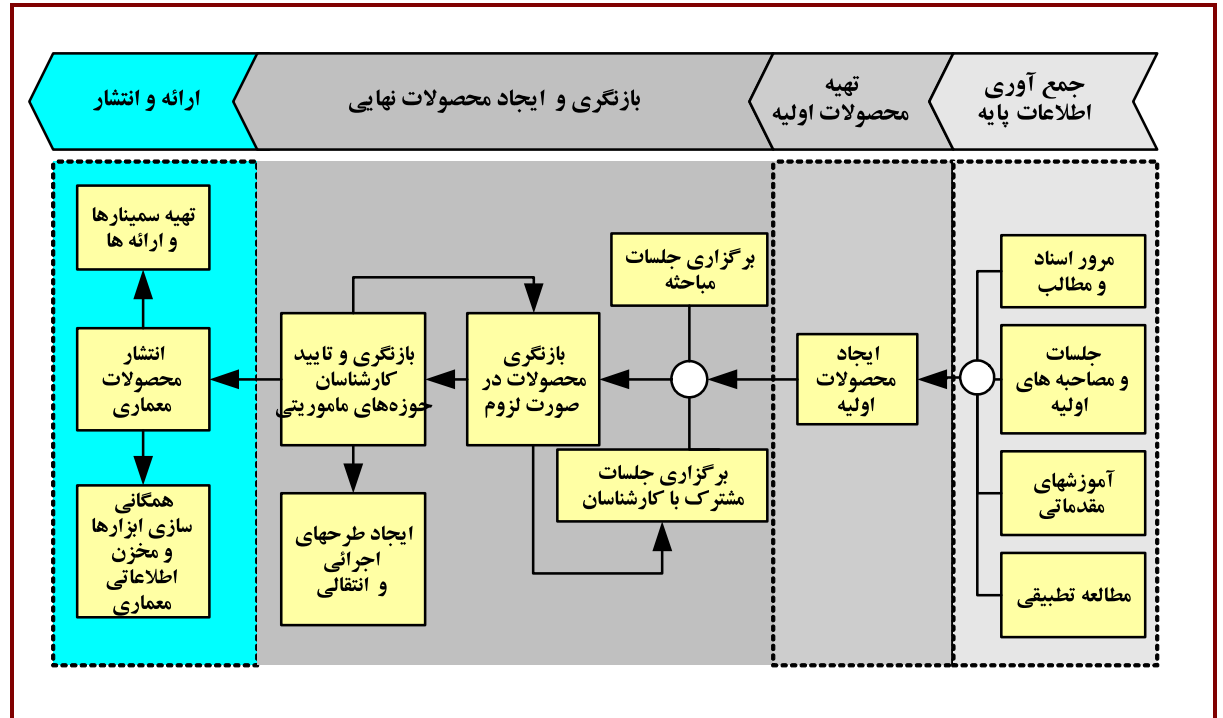 جمع آوری
اطلاعات پایه
تهیه
محصولات اولیه
بازنگری و ایجاد محصولات نهایی
ارائه و انتشار
مرور اسناد
و مطالب
جلسات
و مصاحبه های
اولیه
آموزشهای
مقدماتی
مطالعه تطبیقی
ایجاد
محصولات
اولیه
برگزاری جلسات
مباحثه
برگزاری جلسات
مشترک با کارشناسان
بازنگری
محصولات در
صورت لزوم
بازنگری و تایید
کارشناسان
حوزه‌های ماموریتی
ایجاد طرحهای
اجرائی
و انتقالی
تهیه سمینارها
و ارائه ها
انتشار
محصولات
معماری
همگانی
سازی ابزارها
و مخزن
اطلاعاتی
معماری